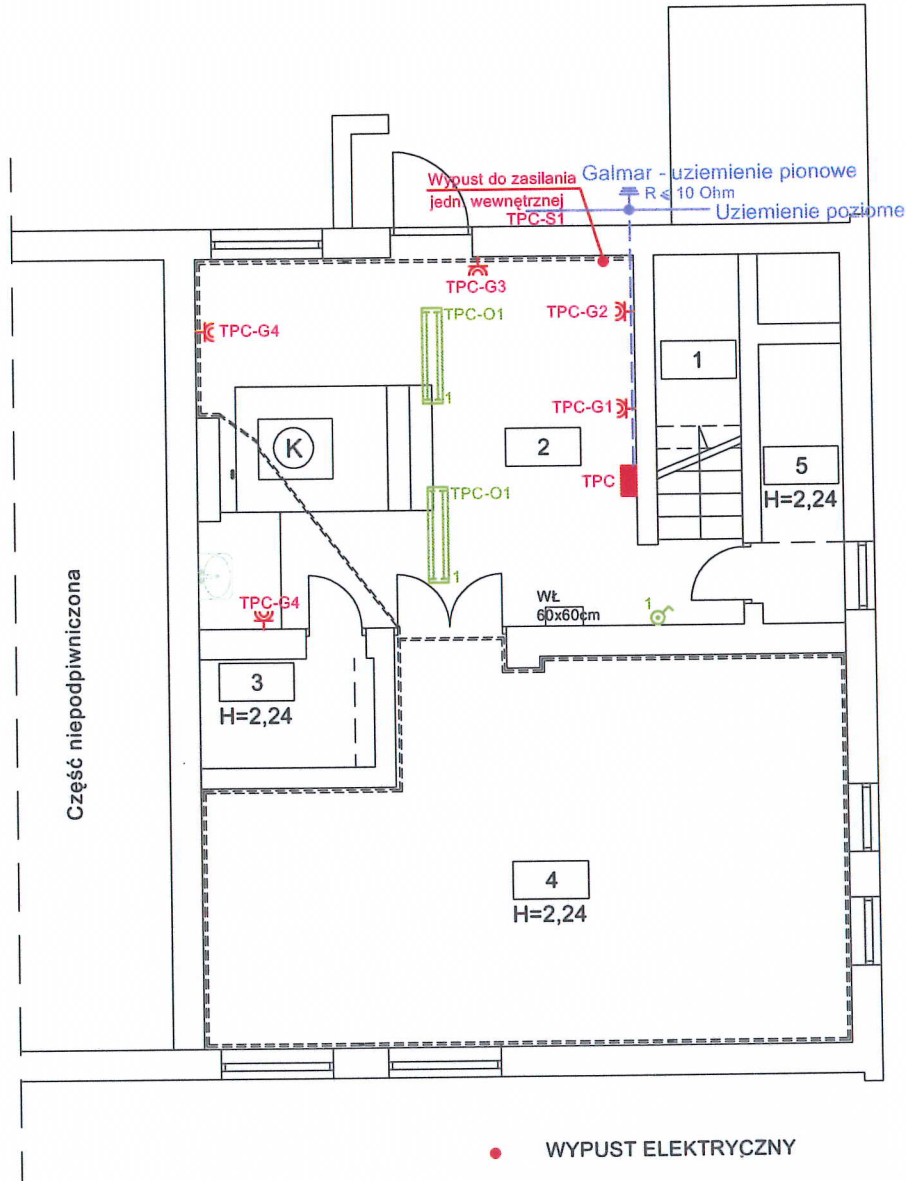 Wypust do zasilania
jedn. wewnętrznej
TPC-S1
Galmar - uziemienie pionowe
R ⩽ 10 Ohm
Uziemienie poziome
TPC-G3
TPC-G4
TPC-O1
1
TPC-G2
1
TPC-G1
K
2
5
H=2,24
TPC
TPC-O1
1
TPC-G4
WŁ
60x60cm
1
3
H=2,24
Część niepodpiwniczona
4
H=2,24
WYPUST ELEKTRYCZNY